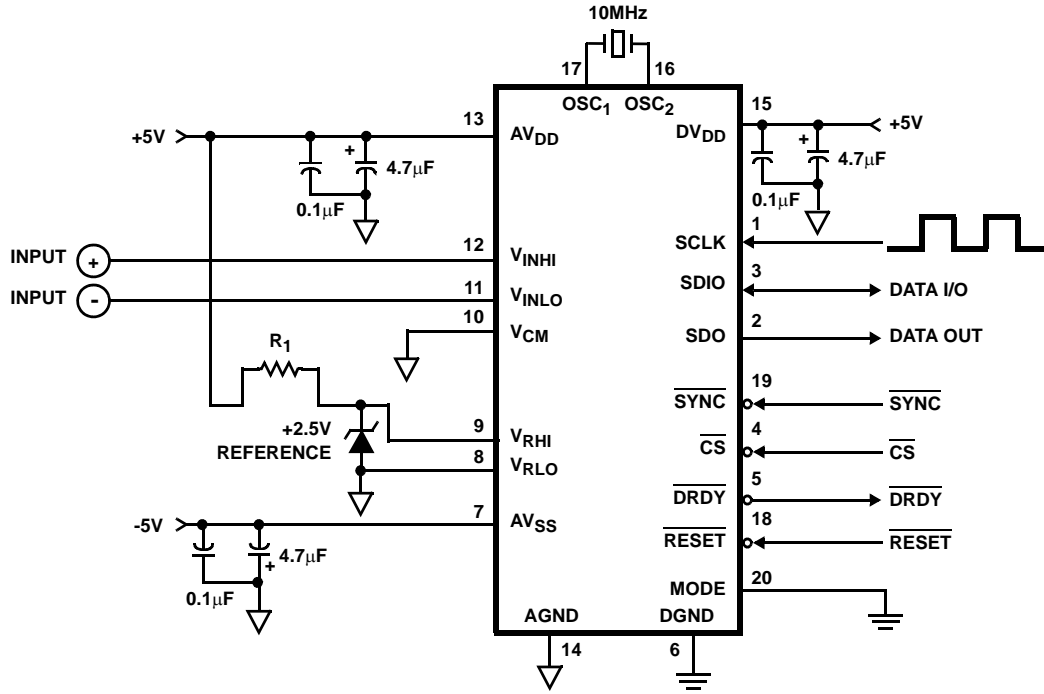 10MHz
17
16
OSC1 OSC2
+5V
13
AVDD
+
4.7μF
0.1μF
15
DVDD
+5V
+
4.7μF
0.1μF
INPUT +
12
VINHI
INPUT -
11
VINLO
10
VCM
R1
+2.5V
REFERENCE
9
VRHI
8
VRLO
-5V
7
AVSS
4.7μF
+
0.1μF
1
SCLK
3
SDIO
DATA I/O
2
SDO
DATA OUT
19
SYNC
SYNC
4
CS
CS
5
DRDY
DRDY
18
RESET
RESET
20
MODE
AGND
14
DGND
6